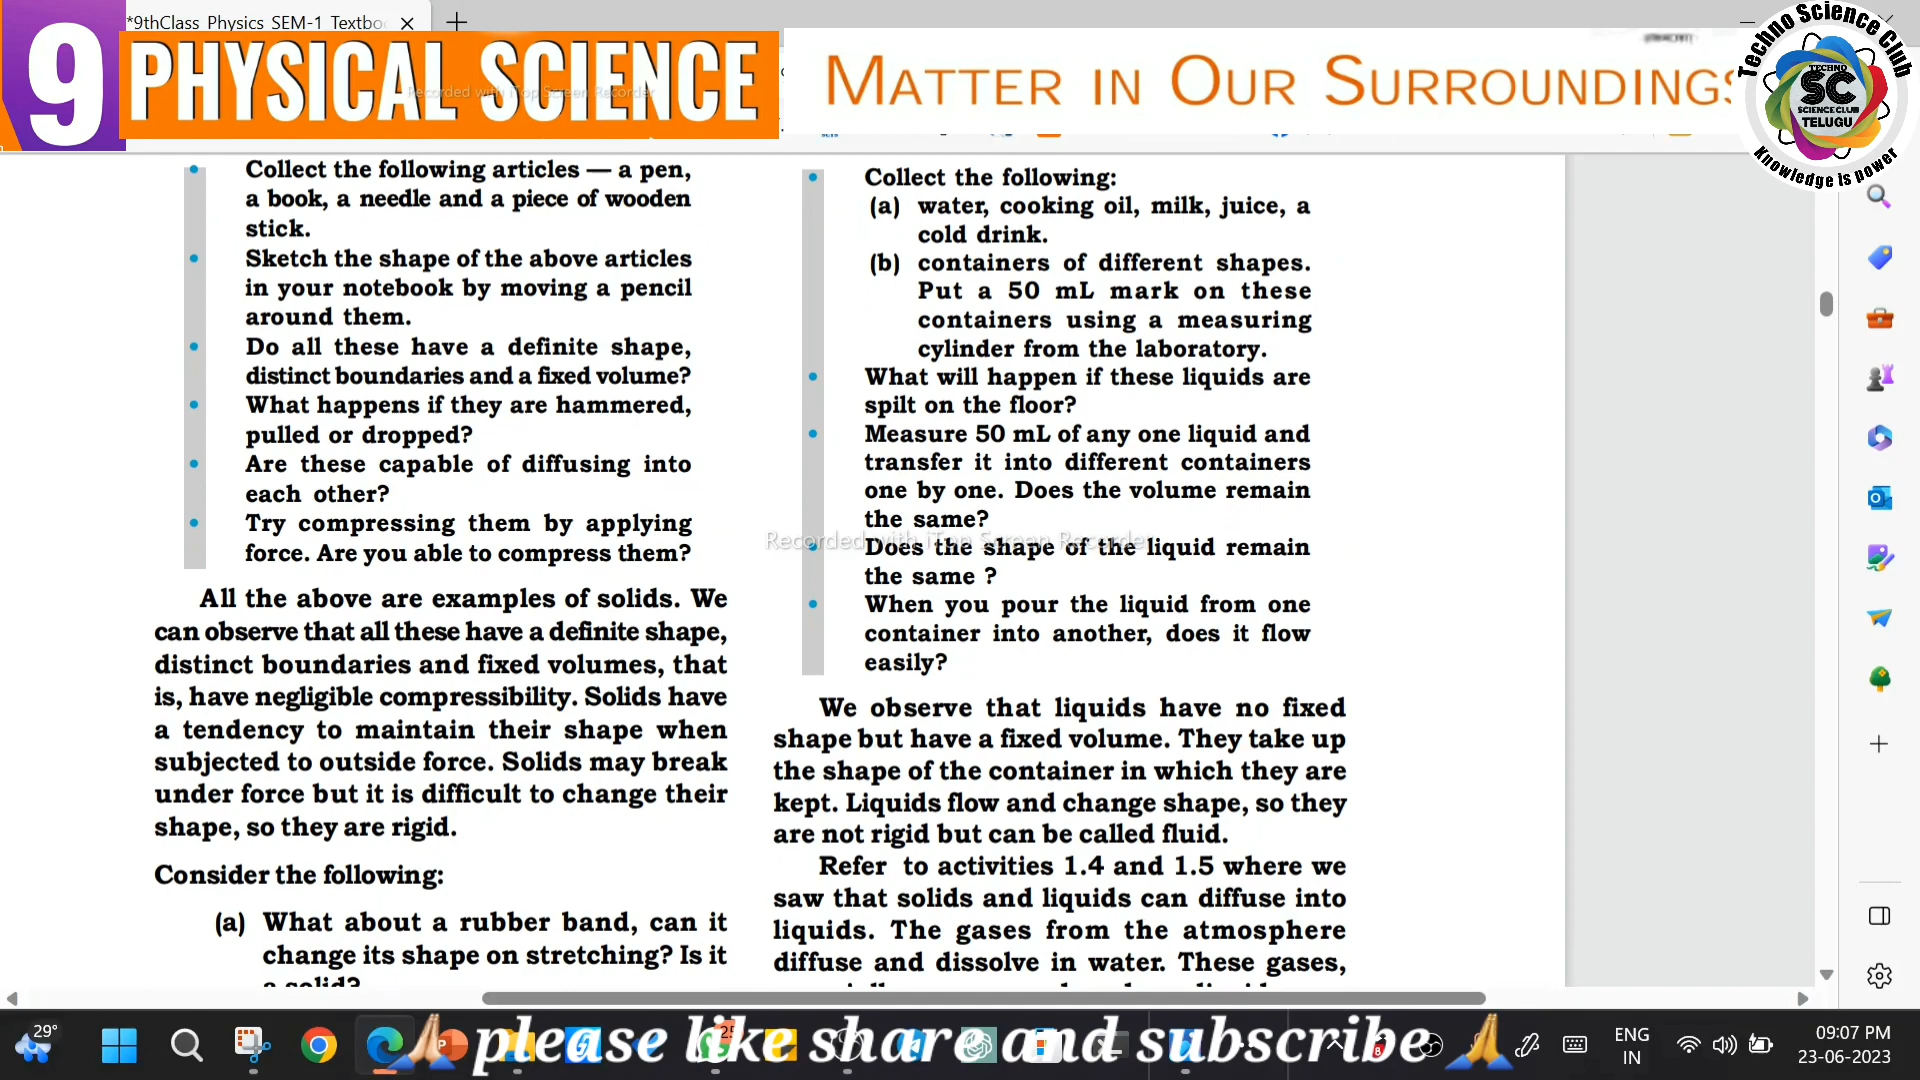 *9thClass Physics SEM-1 Textbo
9
PHYSICAL SCIENCE
MATTER IN OUR SURROUNDINGS
Techno Science Club
TECHNO
SC
SCIENCE CLUB
TELUGU
Knowledge is power
Recorded with iTop Screen Recorder
• Collect the following articles — a pen,
a book, a needle and a piece of wooden
stick.
• Sketch the shape of the above articles
in your notebook by moving a pencil
around them.
• Do all these have a definite shape,
distinct boundaries and a fixed volume?
• What happens if they are hammered,
pulled or dropped?
• Are these capable of diffusing into
each other?
• Try compressing them by applying
force. Are you able to compress them?
All the above are examples of solids. We
can observe that all these have a definite shape,
distinct boundaries and fixed volumes, that
is, have negligible compressibility. Solids have
a tendency to maintain their shape when
subjected to outside force. Solids may break
under force but it is difficult to change their
shape, so they are rigid.
Consider the following:
(a) What about a rubber band, can it
change its shape on stretching? Is it
a solid?
• Collect the following:
(a) water, cooking oil, milk, juice, a
cold drink.
(b) containers of different shapes.
Put a 50 mL mark on these
containers using a measuring
cylinder from the laboratory.
• What will happen if these liquids are
spilt on the floor?
• Measure 50 mL of any one liquid and
transfer it into different containers
one by one. Does the volume remain
the same?
Recorded with iTop Screen Recorder
• Does the shape of the liquid remain
the same ?
• When you pour the liquid from one
container into another, does it flow
easily?
We observe that liquids have no fixed
shape but have a fixed volume. They take up
the shape of the container in which they are
kept. Liquids flow and change shape, so they
are not rigid but can be called fluid.
Refer to activities 1.4 and 1.5 where we
saw that solids and liquids can diffuse into
liquids. The gases from the atmosphere
diffuse and dissolve in water. These gases,
29°
please like share and subscribe
ENG
IN
09:07 PM
23-06-2023